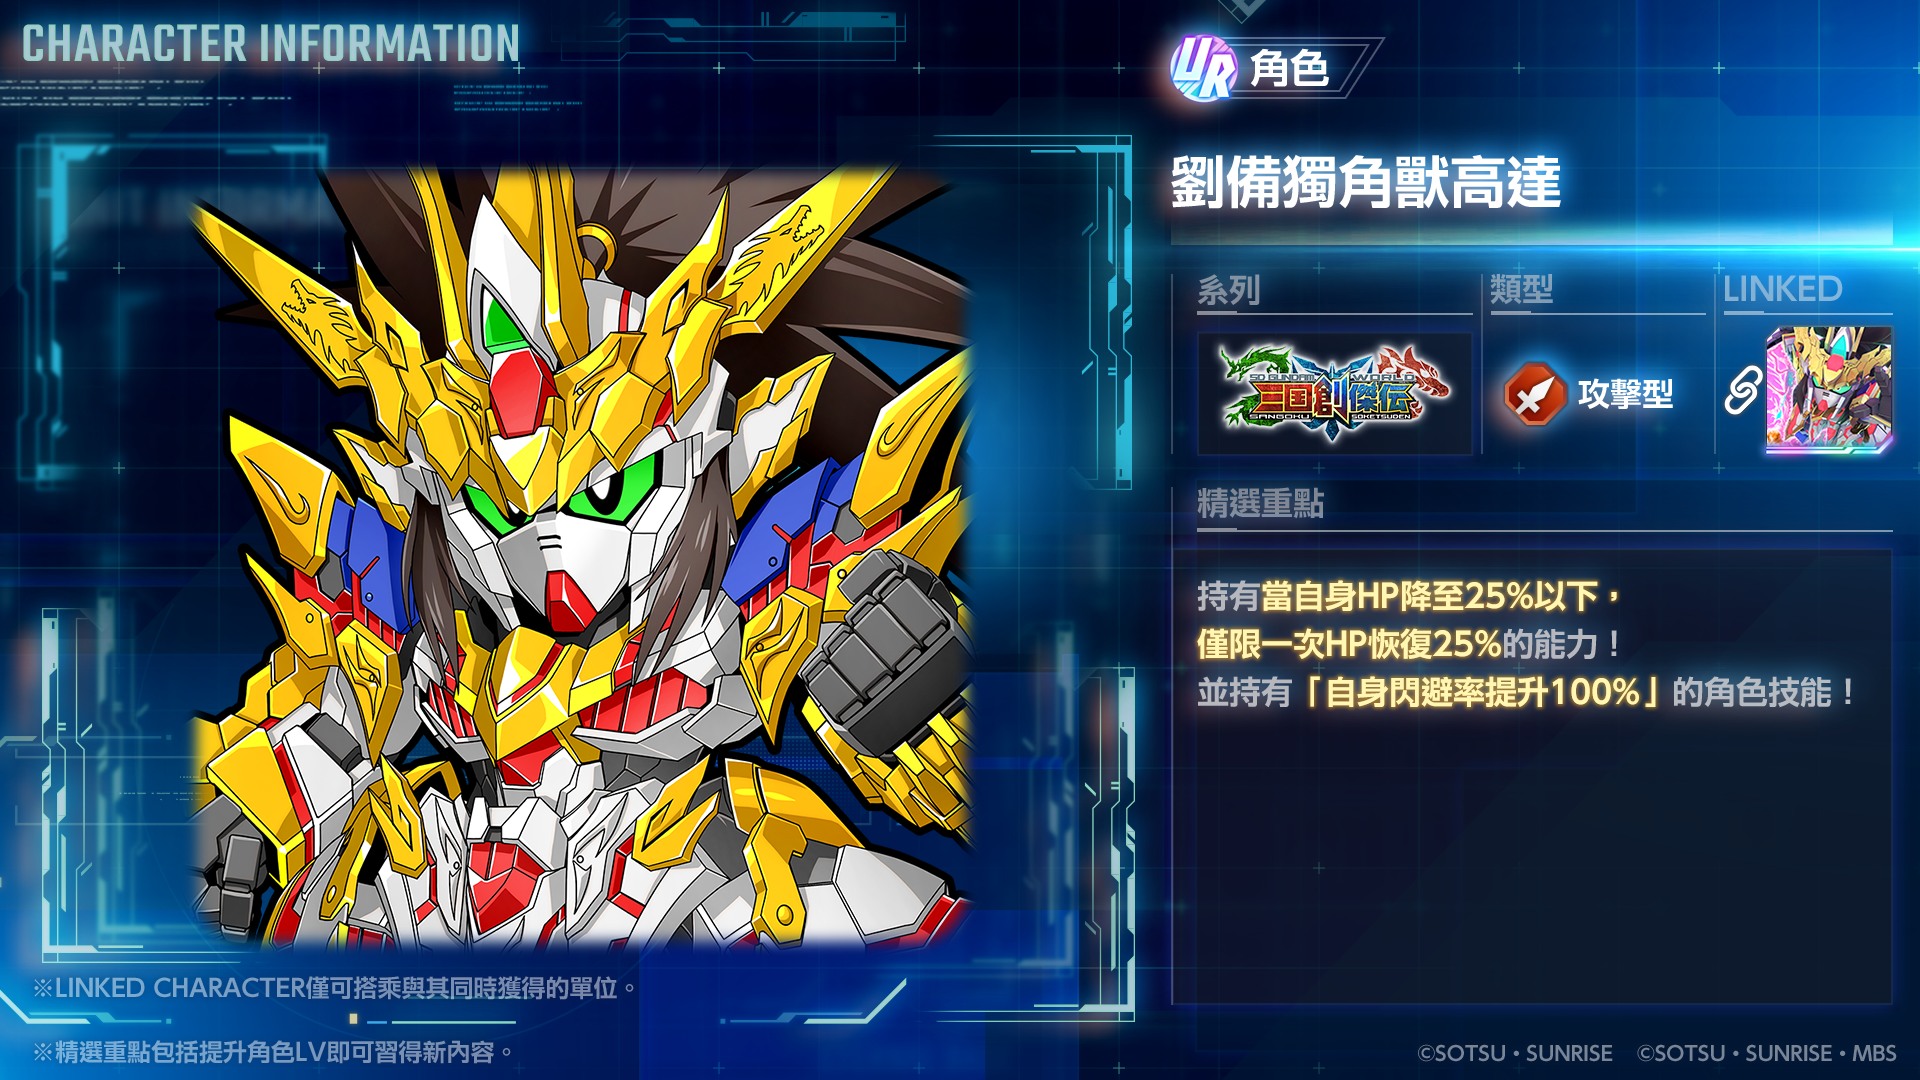 CHARACTER INFORMATION
UR 角色
劉備獨角獸高達
系列
類型
LINKED
SD GUNDAM WORLD
三国創傑伝
SANGOKU SOKETSUDEN
攻擊型
精選重點
持有當自身HP降至25%以下，
僅限一次HP恢復25%的能力！
並持有「自身閃避率提升100%」的角色技能！
※LINKED CHARACTER僅可搭乘與其同時獲得的單位。
※精選重點包括提升角色LV即可習得新內容。
©SOTSU・SUNRISE ©SOTSU・SUNRISE・MBS